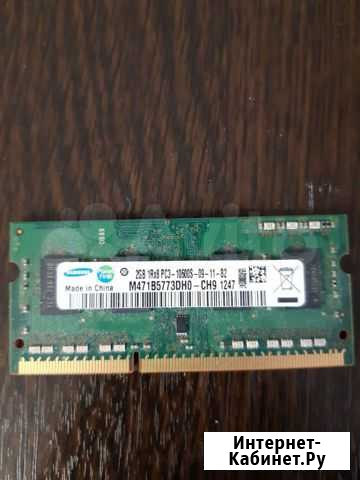 SAMSUNG
2GB 1Rx8 PC3-10600S-09-11-B2
Made in China
M471B5773DH0-CH9 1247
Интернет-
Кабинет.Ру